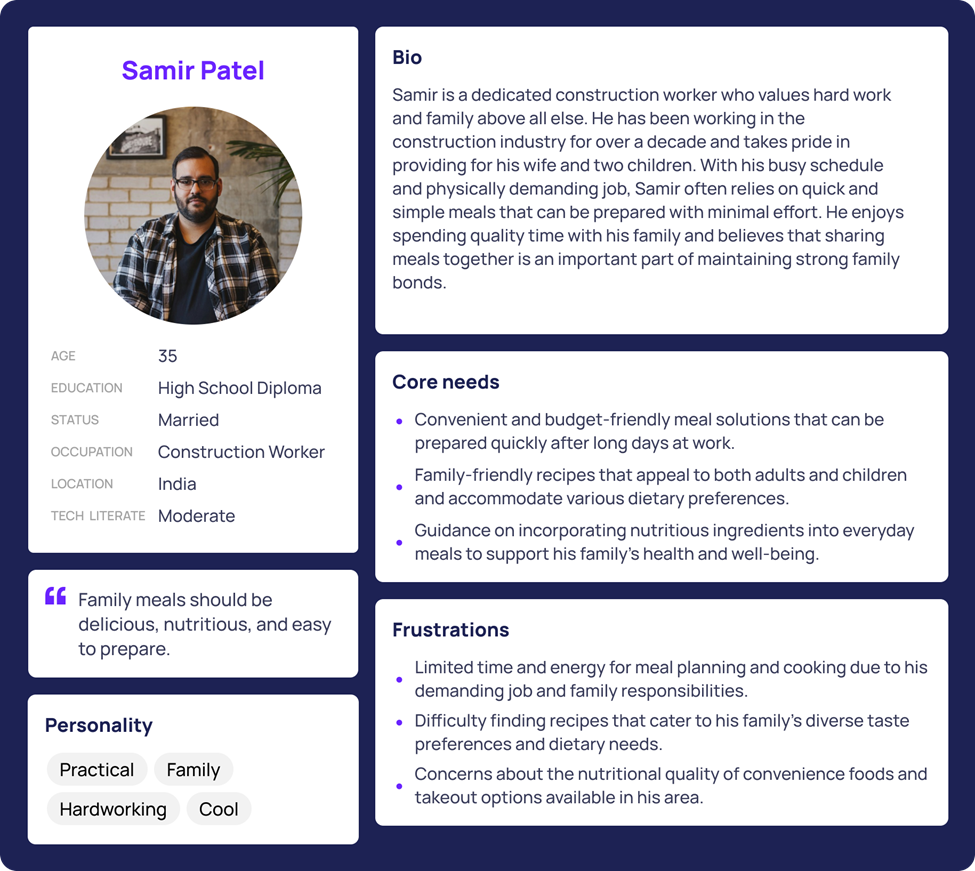 Samir Patel
AGE 35
EDUCATION High School Diploma
STATUS Married
OCCUPATION Construction Worker
LOCATION India
TECH LITERATE Moderate
“ Family meals should be
delicious, nutritious, and easy
to prepare.
Personality
Practical Family
Hardworking Cool
Bio
Samir is a dedicated construction worker who values hard work
and family above all else. He has been working in the
construction industry for over a decade and takes pride in
providing for his wife and two children. With his busy schedule
and physically demanding job, Samir often relies on quick and
simple meals that can be prepared with minimal effort. He enjoys
spending quality time with his family and believes that sharing
meals together is an important part of maintaining strong family
bonds.
Core needs
• Convenient and budget-friendly meal solutions that can be
prepared quickly after long days at work.
• Family-friendly recipes that appeal to both adults and children
and accommodate various dietary preferences.
• Guidance on incorporating nutritious ingredients into everyday
meals to support his family's health and well-being.
Frustrations
• Limited time and energy for meal planning and cooking due to his
demanding job and family responsibilities.
• Difficulty finding recipes that cater to his family's diverse taste
preferences and dietary needs.
• Concerns about the nutritional quality of convenience foods and
takeout options available in his area.